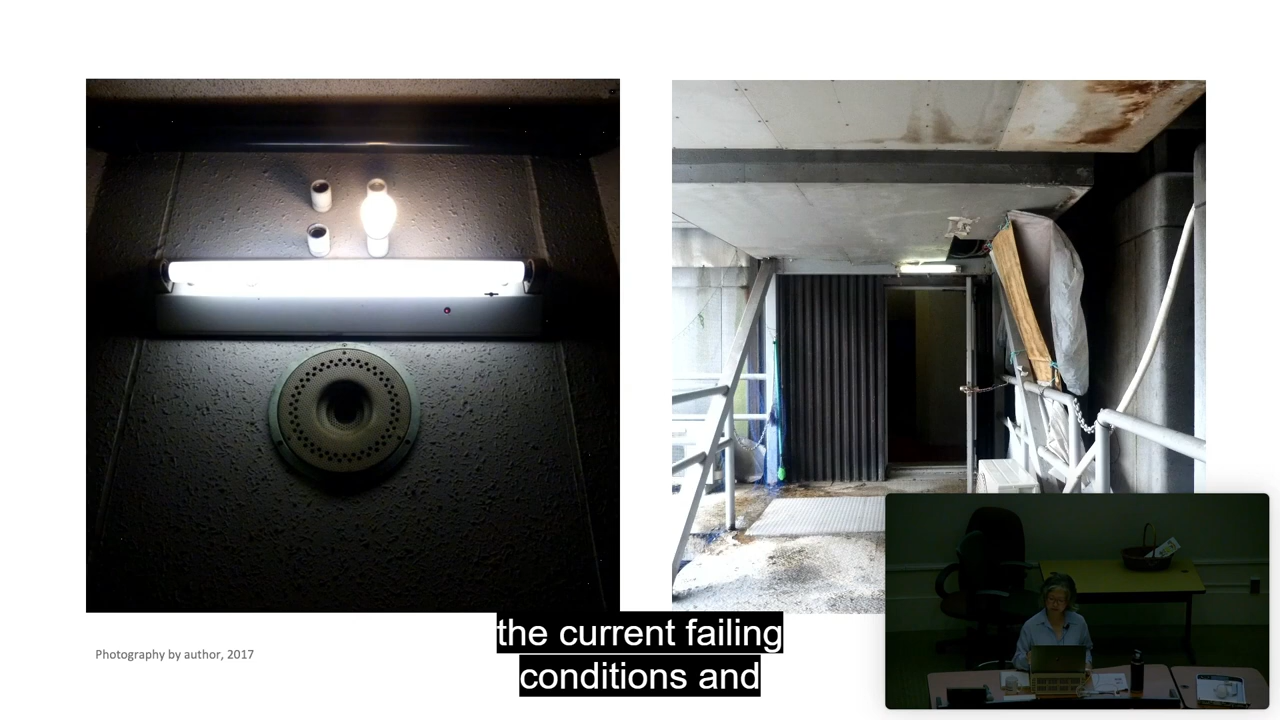 the current failing
conditions and
Photography by author, 2017